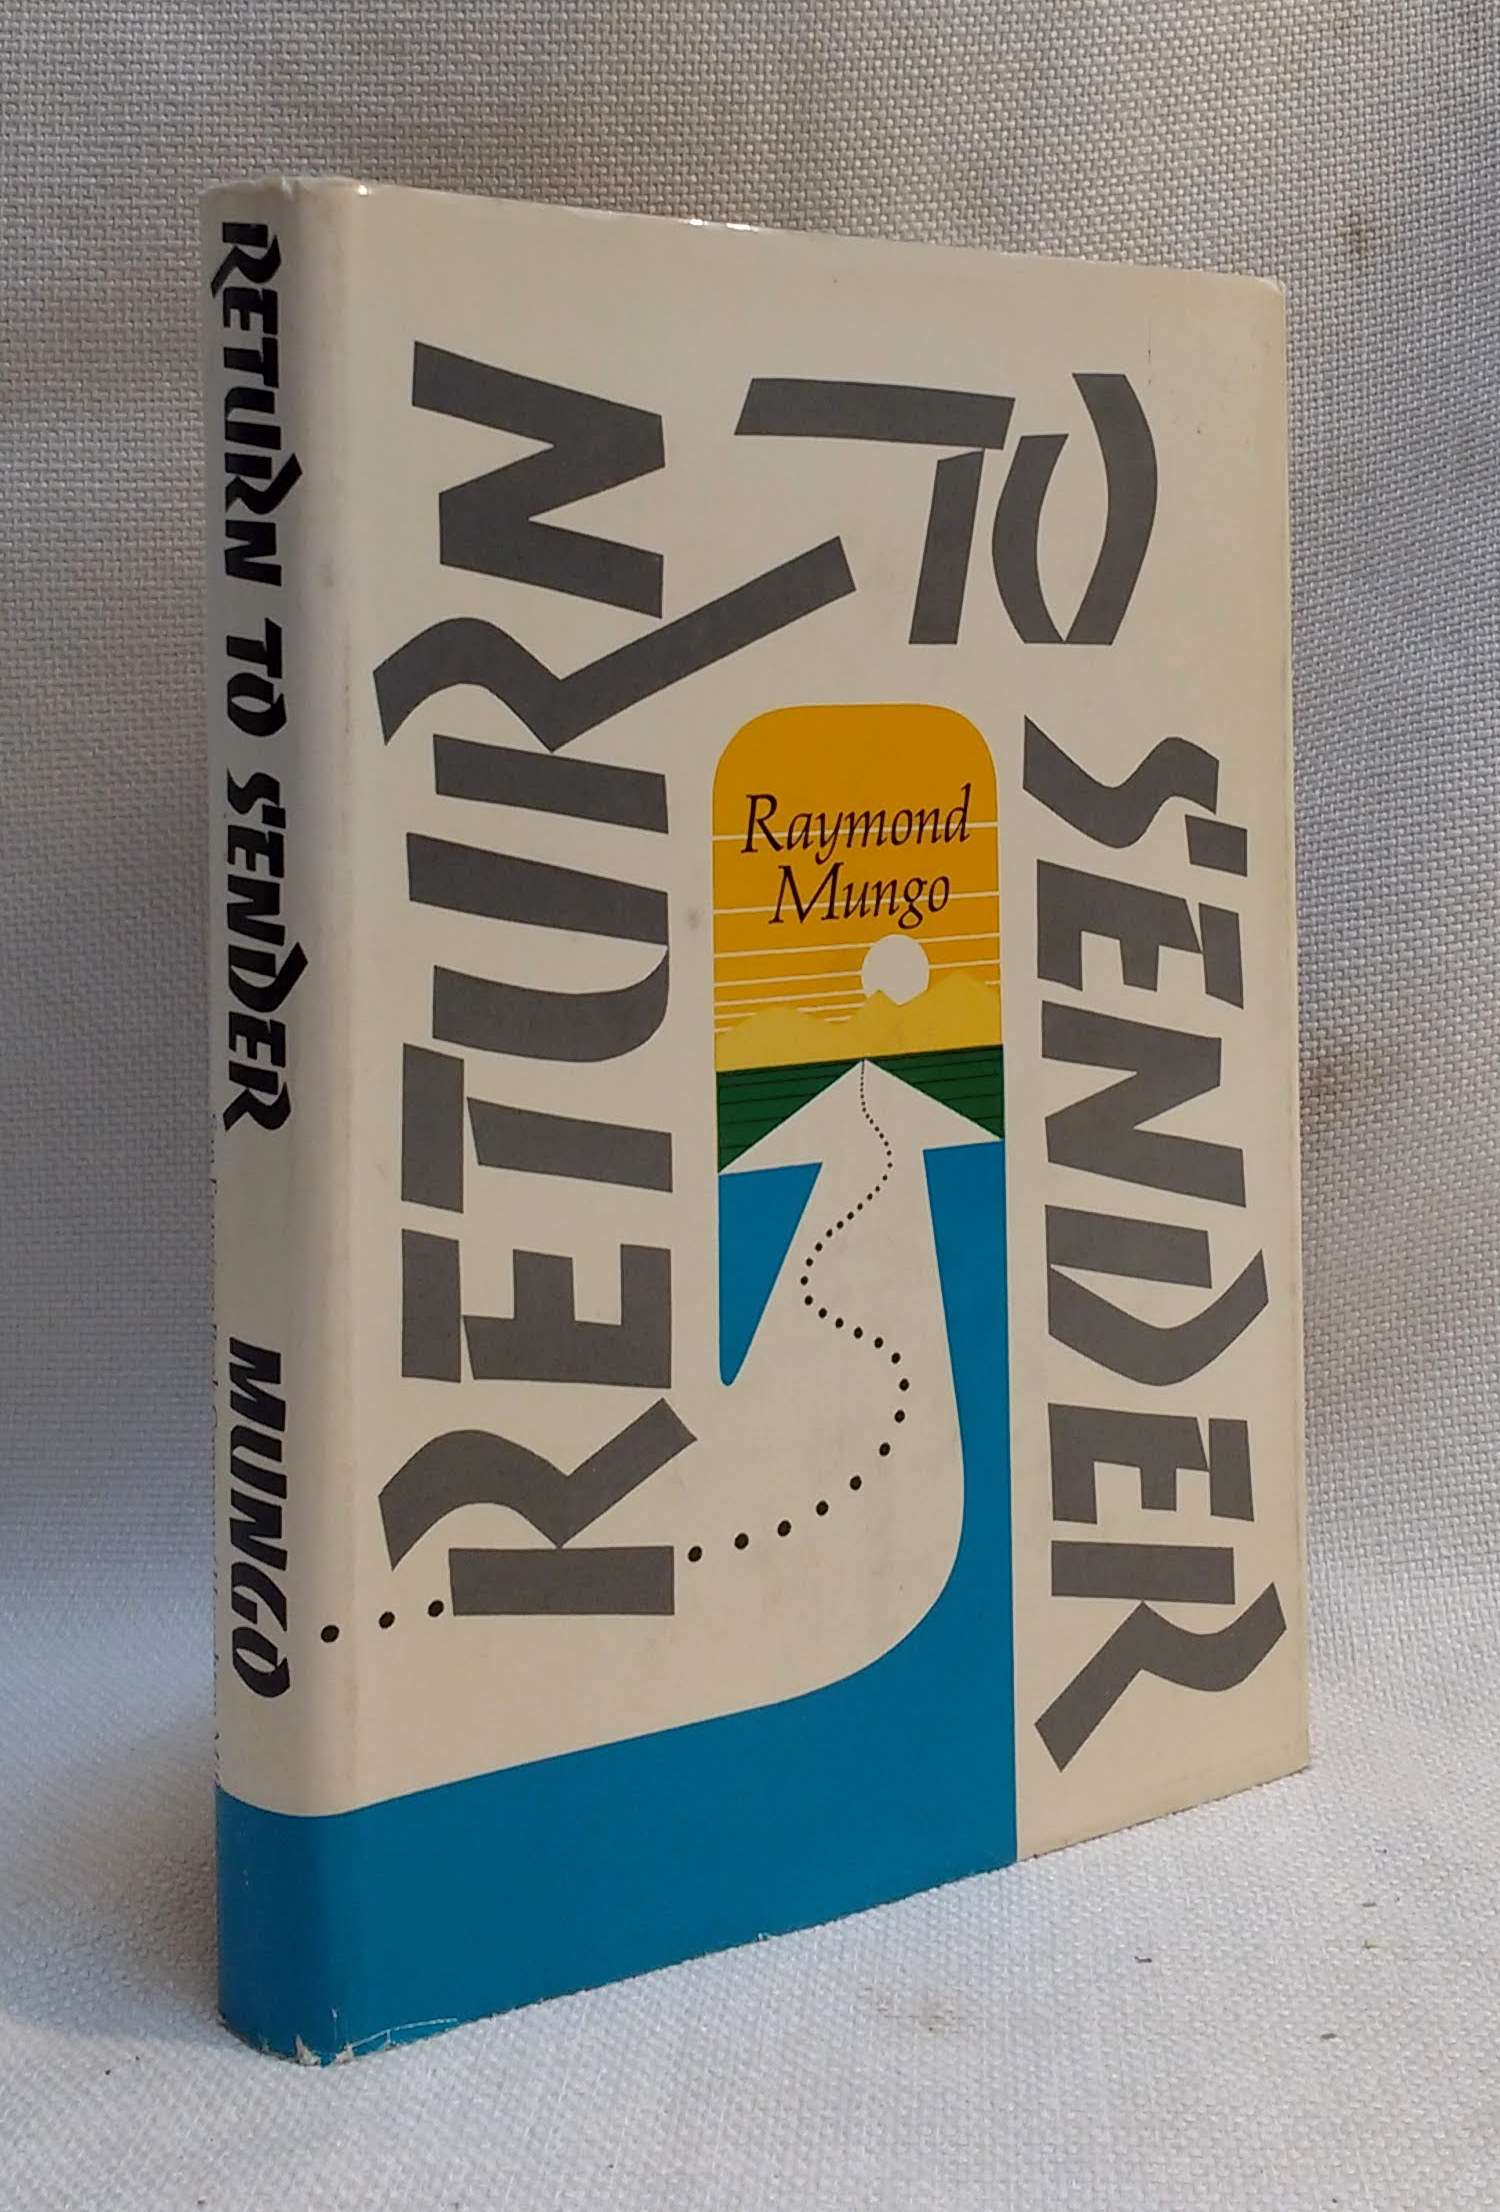 RETURN TO SENDER
MUNGO
RETURN
TO
SENDER
Raymond
Mungo